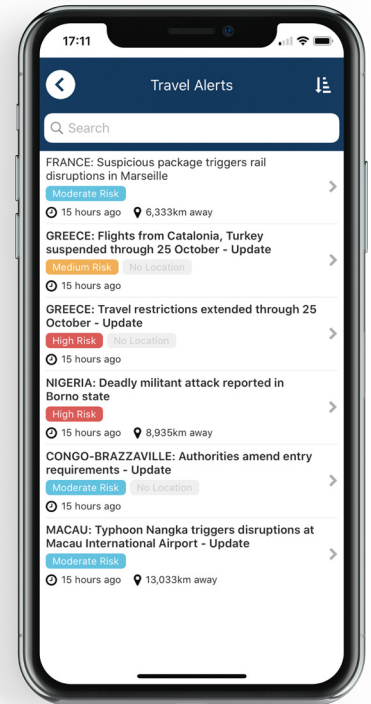 17:11
Travel Alerts
Search
FRANCE: Suspicious package triggers rail
disruptions in Marseille
Moderate Risk
15 hours ago 6,333km away
GREECE: Flights from Catalonia, Turkey
suspended through 25 October - Update
Medium Risk No Location
15 hours ago
GREECE: Travel restrictions extended through 25
October - Update
High Risk No Location
15 hours ago
NIGERIA: Deadly militant attack reported in
Borno state
High Risk
15 hours ago 8,935km away
CONGO-BRAZZAVILLE: Authorities amend entry
requirements - Update
Moderate Risk No Location
15 hours ago
MACAU: Typhoon Nangka triggers disruptions at
Macau International Airport - Update
Moderate Risk
15 hours ago 13,033km away